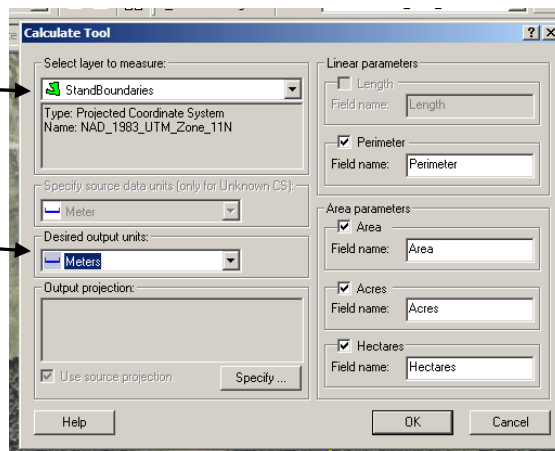 Calculate Tool
Select layer to measure:
StandBoundaries
Type: Projected Coordinate System
Name: NAD_1983_UTM_Zone_11N
Specify source data units (only for Unknown CS):
Meter
Desired output units:
Meters
Output projection:
Use source projection
Specify ...
Linear parameters
Length
Field name: Length
Perimeter
Field name: Perimeter
Area parameters
Area
Field name: Area
Acres
Field name: Acres
Hectares
Field name: Hectares
Help
OK
Cancel